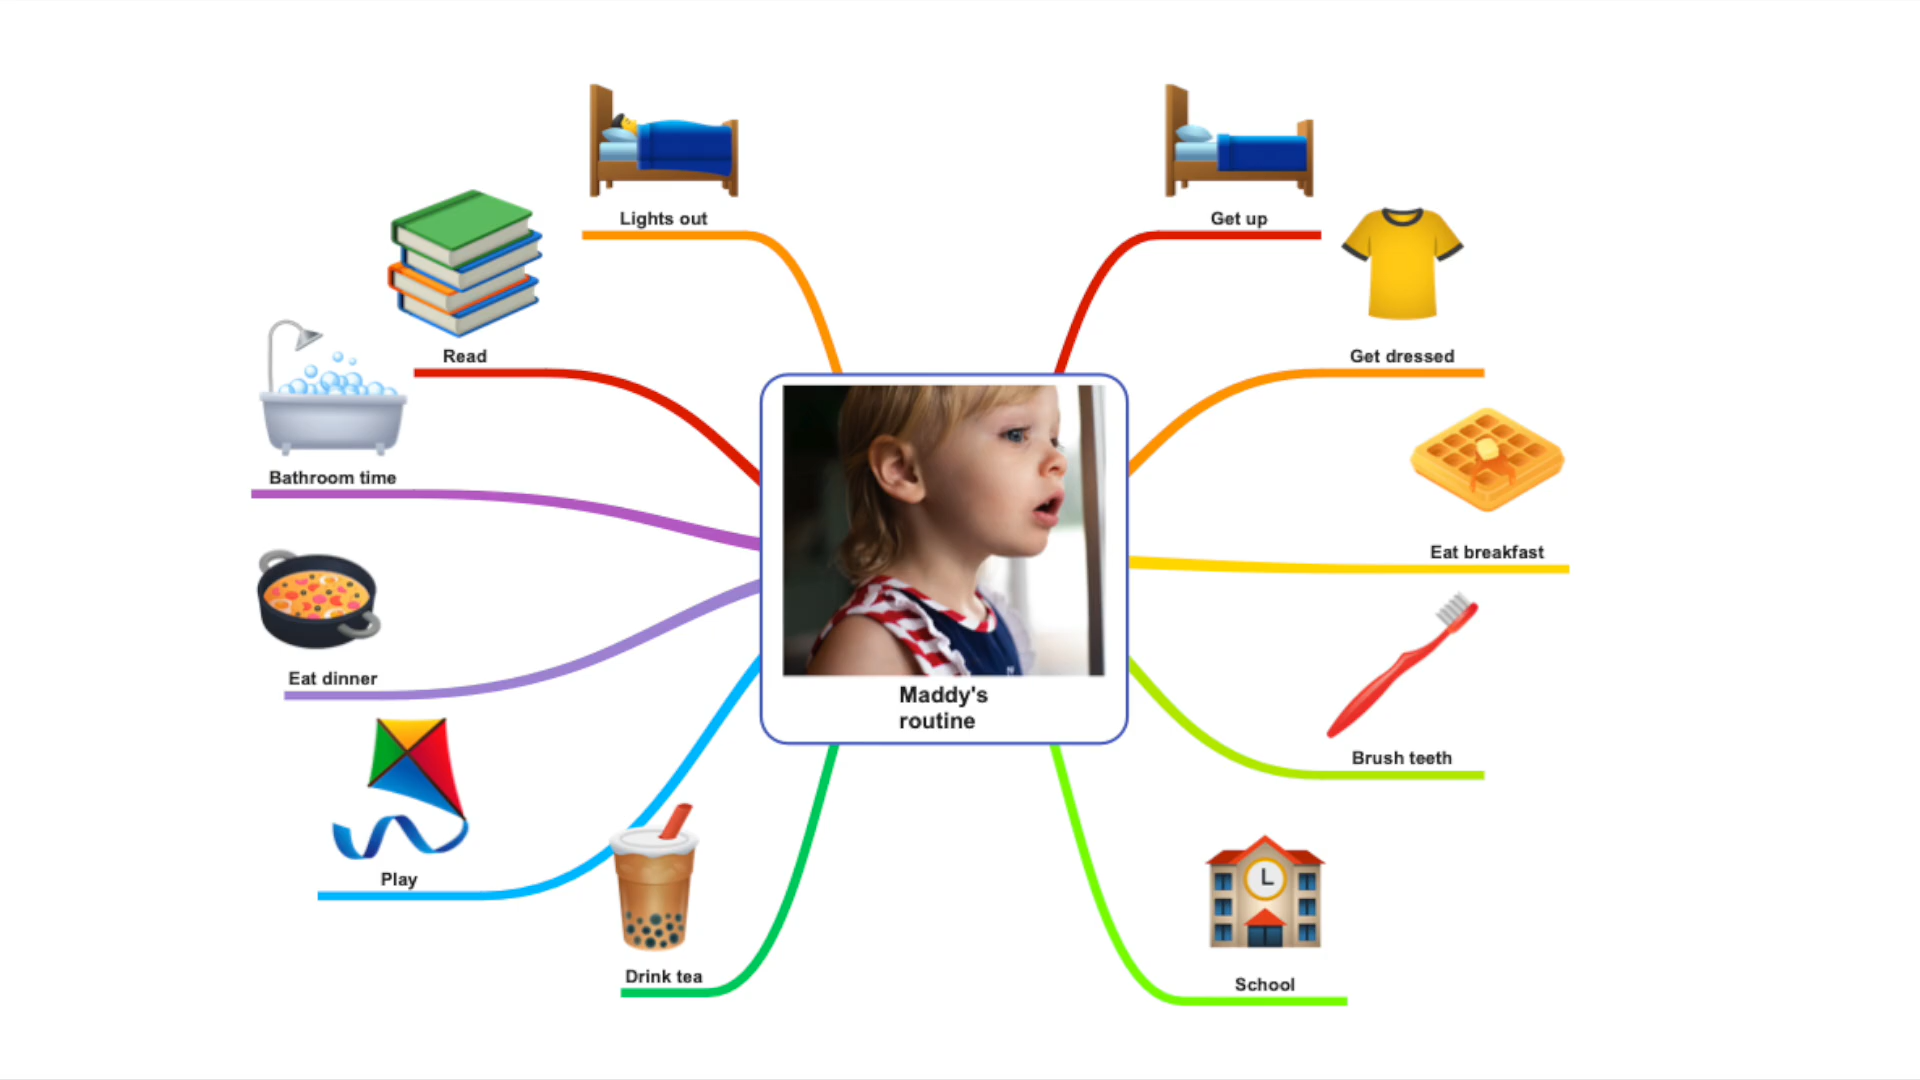 Lights out
Get up
Read
Get dressed
Bathroom time
Eat breakfast
Eat dinner
Maddy's
routine
Brush teeth
Play
Drink tea
School